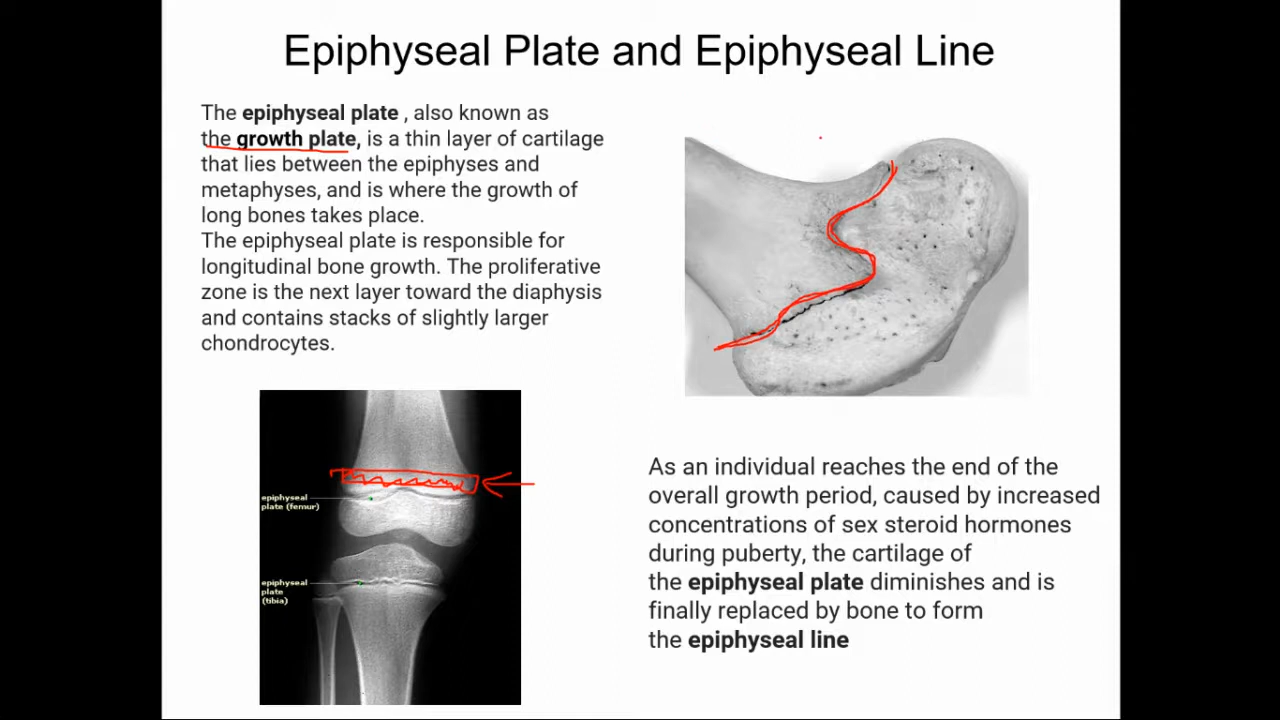 Epiphyseal Plate and Epiphyseal Line
The epiphyseal plate , also known as
the growth plate, is a thin layer of cartilage
that lies between the epiphyses and
metaphyses, and is where the growth of
long bones takes place.
The epiphyseal plate is responsible for
longitudinal bone growth. The proliferative
zone is the next layer toward the diaphysis
and contains stacks of slightly larger
chondrocytes.
epiphyseal
plate (femur)
epiphyseal
plate
(tibia)
As an individual reaches the end of the
overall growth period, caused by increased
concentrations of sex steroid hormones
during puberty, the cartilage of
the epiphyseal plate diminishes and is
finally replaced by bone to form
the epiphyseal line